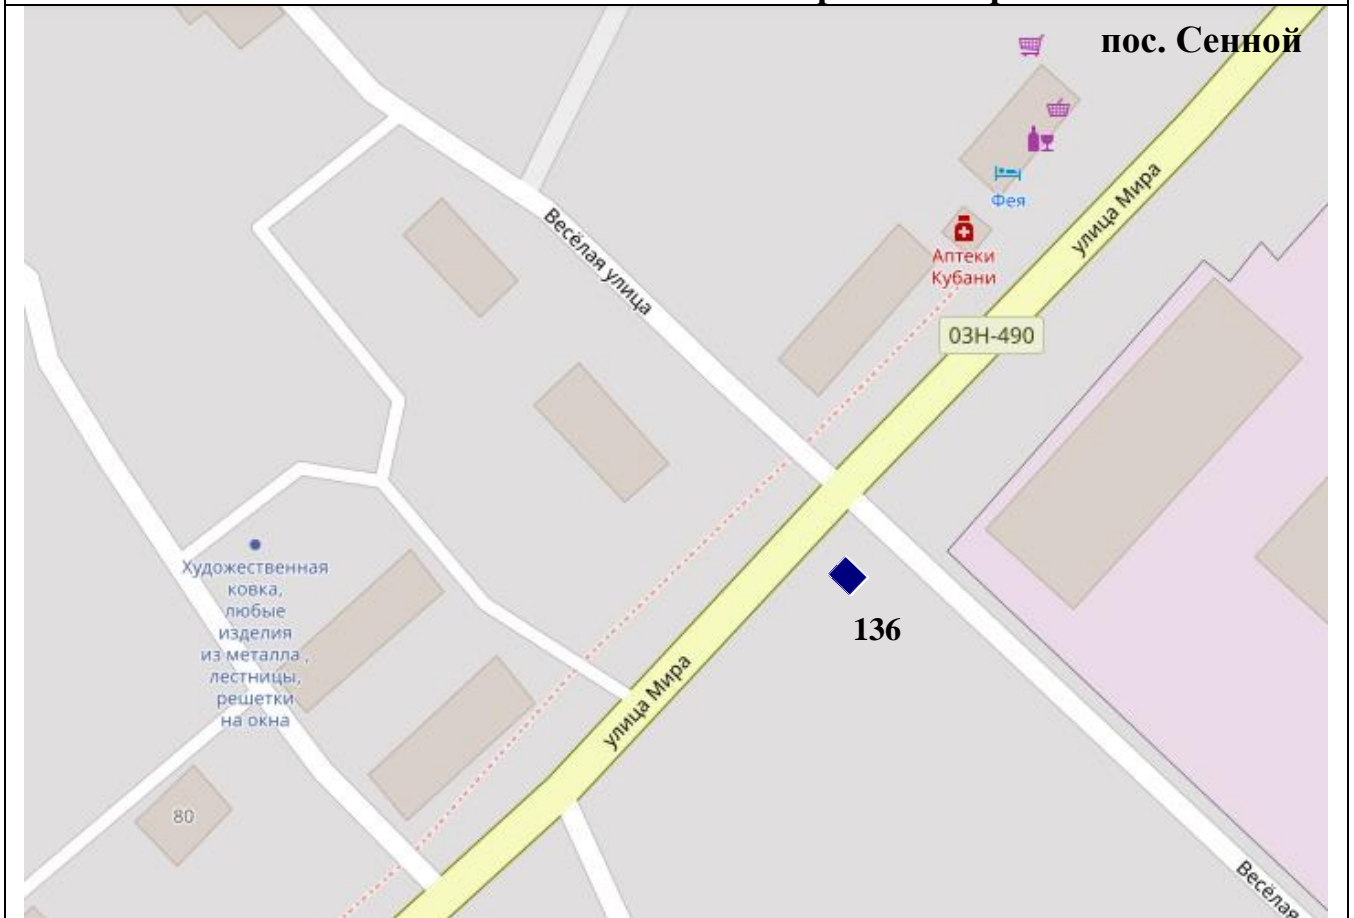 пос. Сенной
улица Мира
Фея
Весёлая улица
Аптеки
Кубани
03Н-490
Художественная
ковка,
любые
изделия
из металла ,
лестницы,
решетки
на окна
136
улица Мира
80
Весёлая